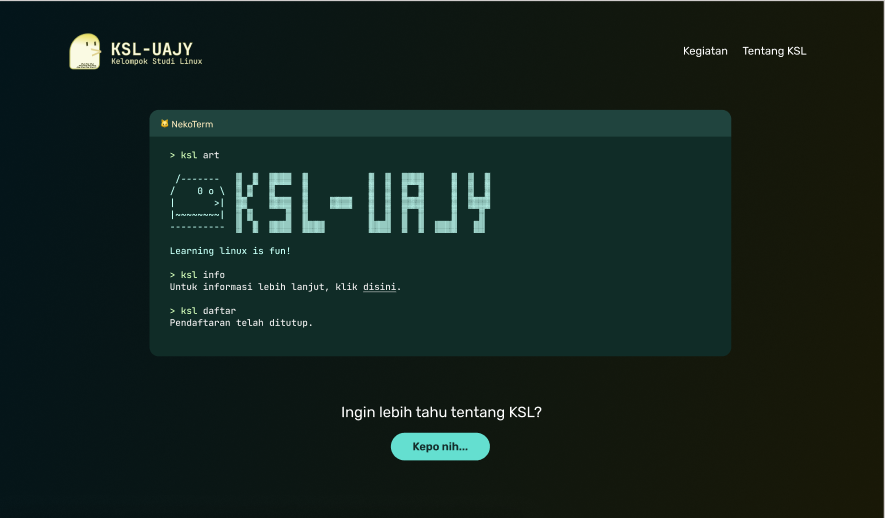 KSL-UAJY
Kelompok Studi Linux
Kegiatan Tentang KSL
NekoTerm
> ksl art
KSL-UAJY
Learning linux is fun!
> ksl info
Untuk informasi lebih lanjut, klik disini.
> ksl daftar
Pendaftaran telah ditutup.
Ingin lebih tahu tentang KSL?
Kepo nih...